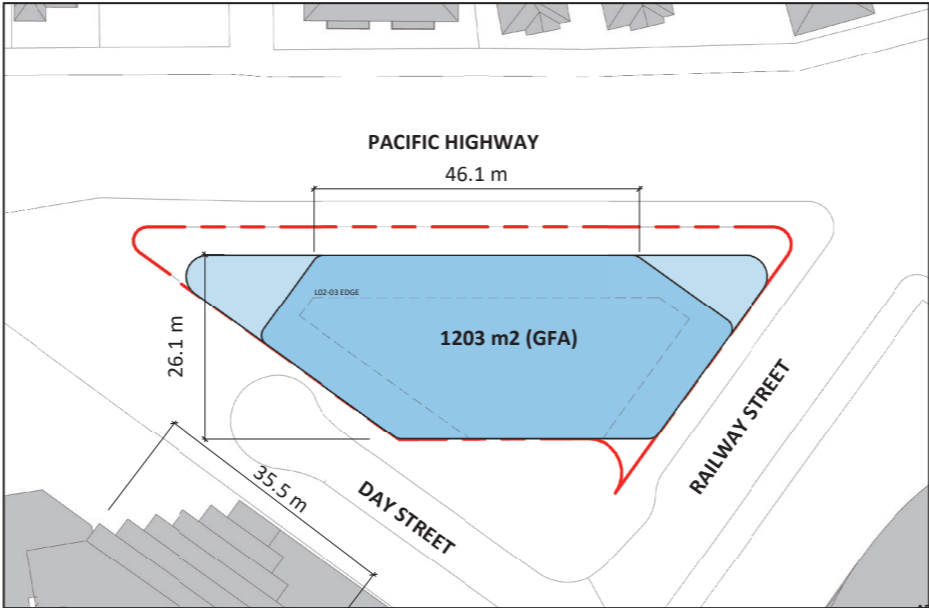 PACIFIC HIGHWAY
46.1 m
L02-03 EDGE
1203 m2 (GFA)
26.1 m
RAILWAY STREET
35.5 m
DAY STREET